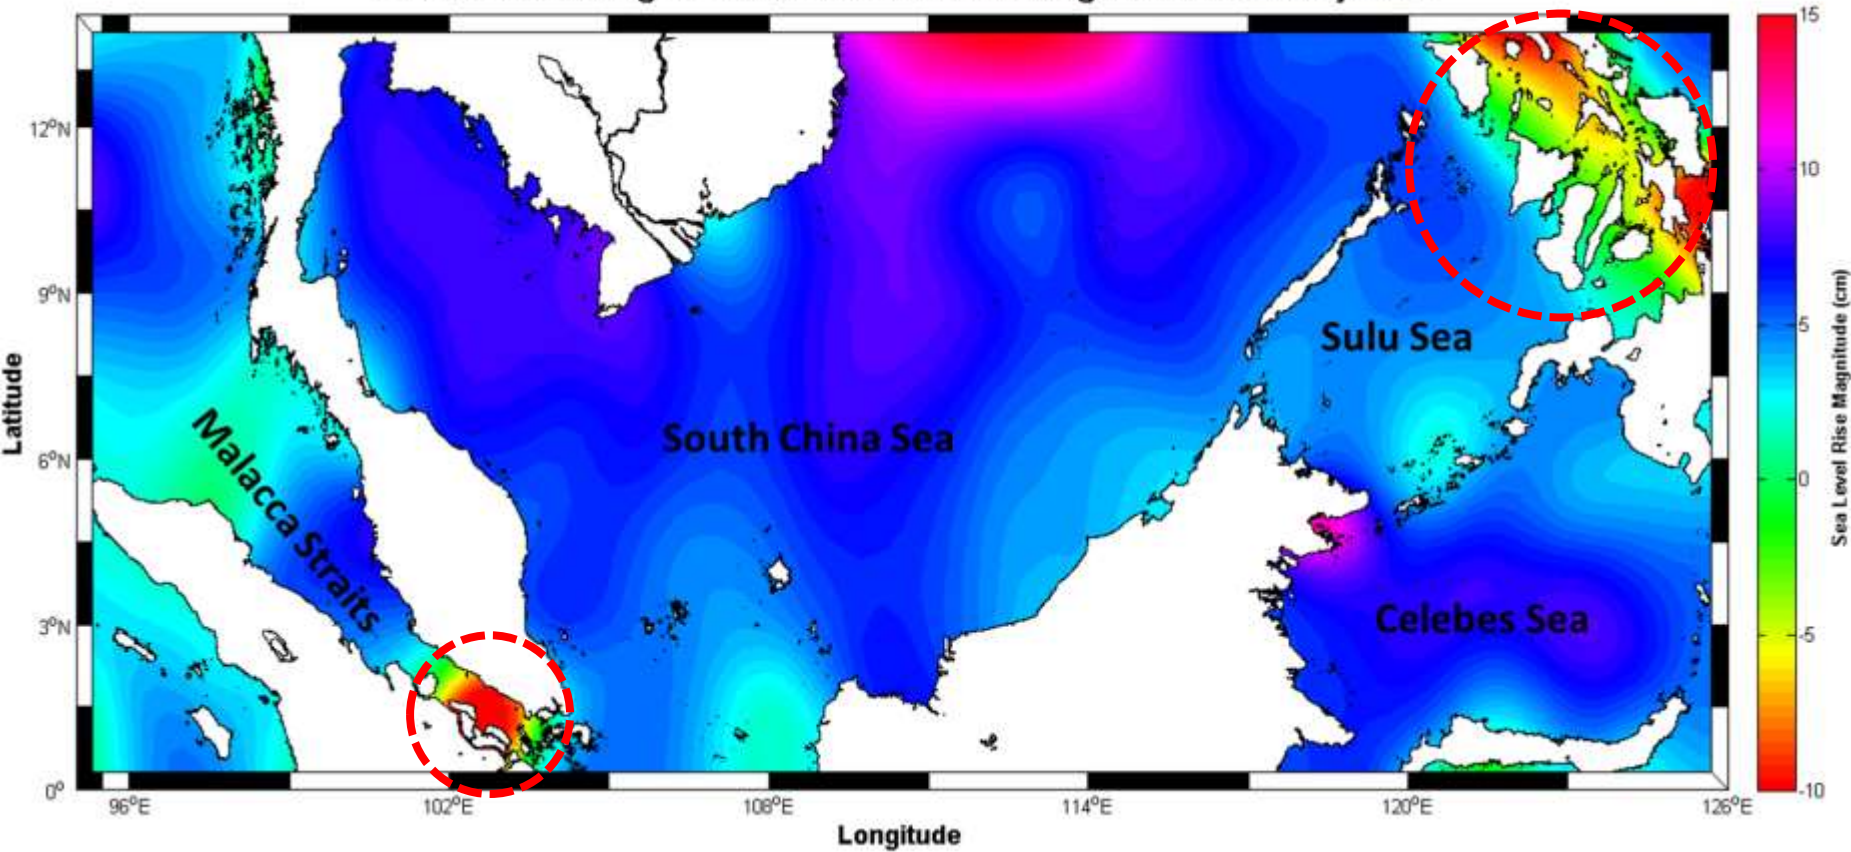 15
12°N
10
9°N
5
Sulu Sea
South China Sea
6°N
Malacca Straits
0
3°N
Celebes Sea
-5
0°
-10
96°E
102°E
108°E
114°E
120°E
126°E
Latitude
Longitude
Sea Level Rise Magnitude (cm)